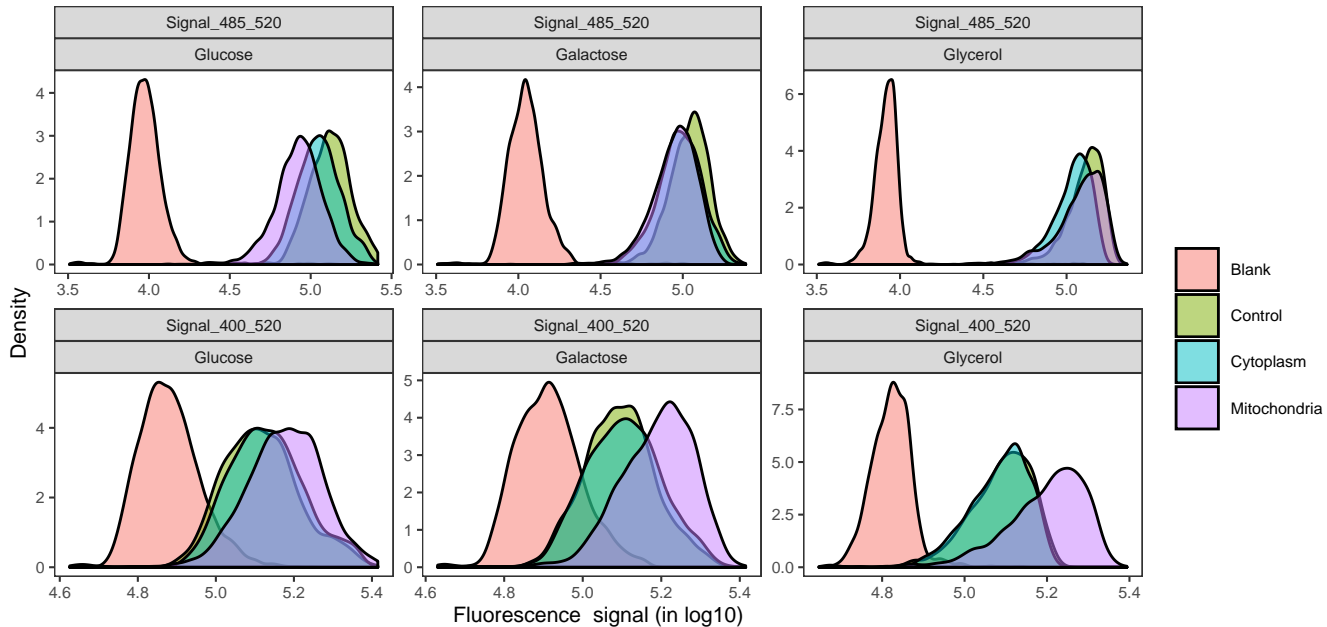 Signal_485_520 Signal_485_520 Signal_485_520
Glucose Galactose Glycerol
4 3 2 1 0
4 3 2 1 0
6 4 2 0
3.5 4.0 4.5 5.0 5.5
3.5 4.0 4.5 5.0
3.5 4.0 4.5 5.0
Signal_400_520 Signal_400_520 Signal_400_520
Glucose Galactose Glycerol
4 2 0
5 4 3 2 1 0
7.5 5.0 2.5 0.0
4.6 4.8 5.0 5.2 5.4
4.6 4.8 5.0 5.2 5.4
4.8 5.0 5.2 5.4
Density
Fluorescence signal (in log10)
Blank
Control
Cytoplasm
Mitochondria